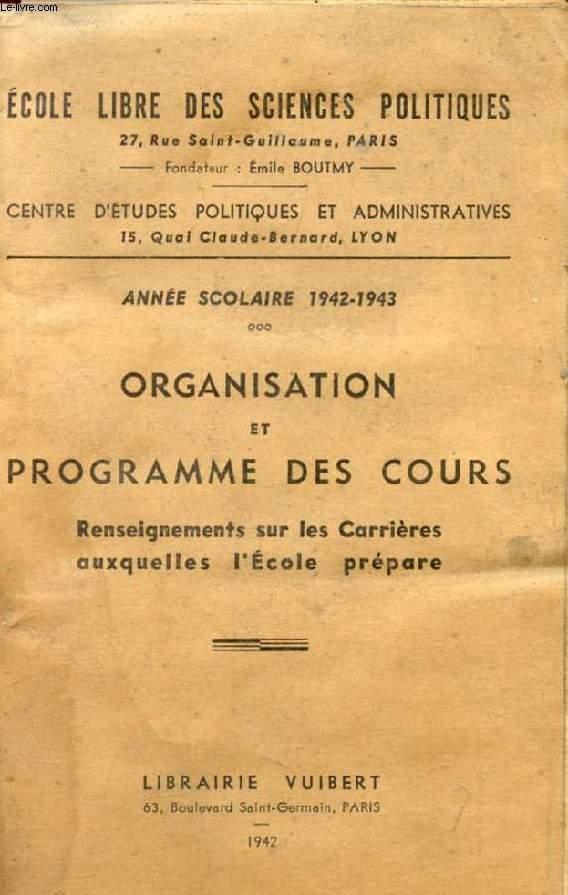 Le-livre.com
ÉCOLE LIBRE DES SCIENCES POLITIQUES
27, Rue Saint-Guillaume, PARIS
Fondateur : Émile BOUTMY
CENTRE D'ÉTUDES POLITIQUES ET ADMINISTRATIVES
15, Quai Claude-Bernard, LYON
ANNÉE SCOLAIRE 1942-1943
ORGANISATION
ET
PROGRAMME DES COURS
Renseignements sur les Carrières
auxquelles l'École prépare
LIBRAIRIE VUIBERT
63, Boulevard Saint-Germain, PARIS
1942